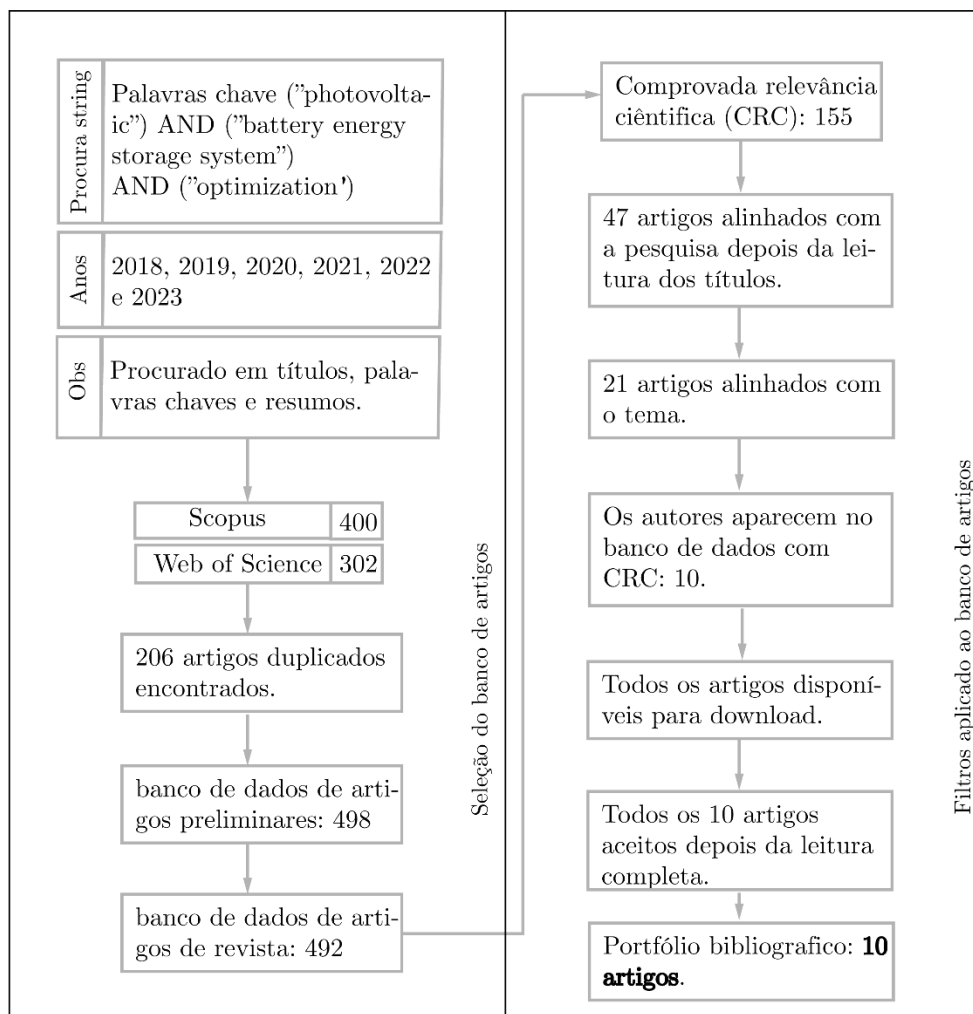 Procura string
Palavras chave ("photovolta-
ic") AND ("battery energy
storage system")
AND ("optimization')
Anos
2018, 2019, 2020, 2021, 2022
e 2023
Obs
Procurado em títulos, pala-
vras chaves e resumos.
Scopus 400
Web of Science 302
206 artigos duplicados
encontrados.
banco de dados de arti-
gos preliminares: 498
banco de dados de arti-
gos de revista: 492
Seleção do banco de artigos
Comprovada relevância
ciêntifica (CRC): 155
47 artigos alinhados com
a pesquisa depois da lei-
tura dos títulos.
21 artigos alinhados com
o tema.
Os autores aparecem no
banco de dados com
CRC: 10.
Todos os artigos disponí-
veis para download.
Todos os 10 artigos
aceitos depois da leitura
completa.
Portfólio bibliografico: 10
artigos.
Filtros aplicado ao banco de artigos